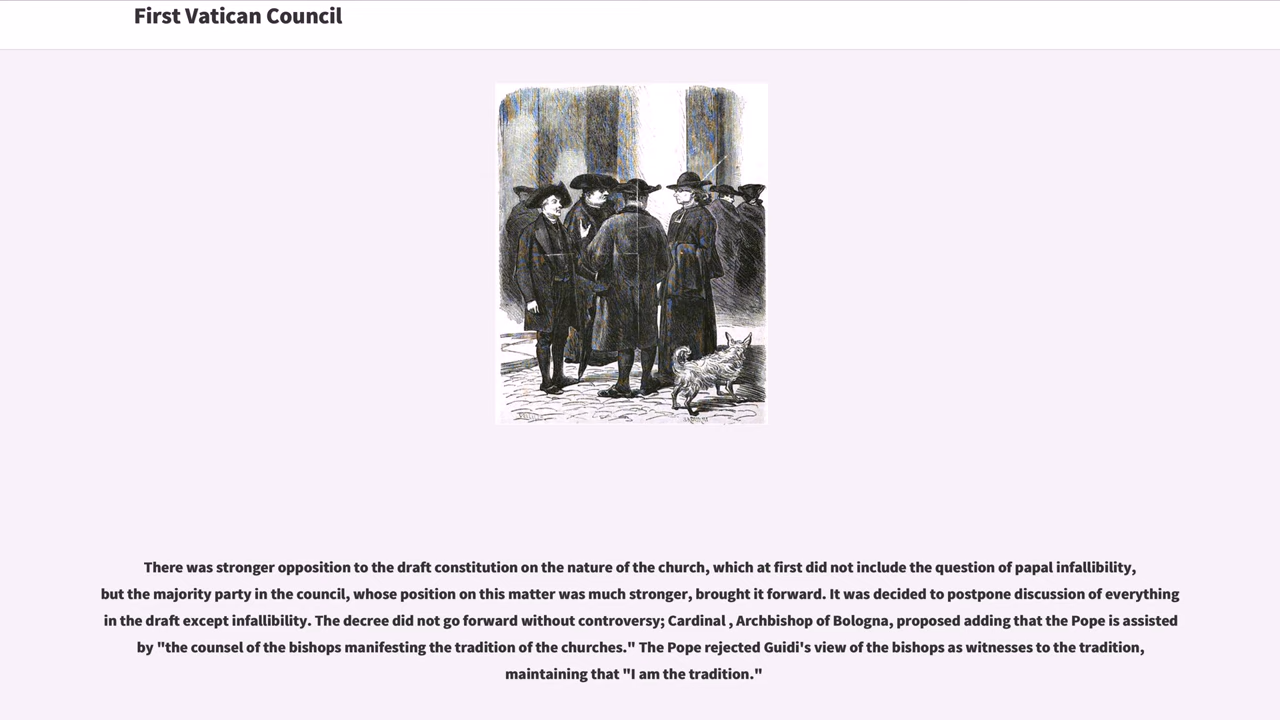 First Vatican Council
There was stronger opposition to the draft constitution on the nature of the church, which at first did not include the question of papal infallibility,
but the majority party in the council, whose position on this matter was much stronger, brought it forward. It was decided to postpone discussion of everything
in the draft except infallibility. The decree did not go forward without controversy; Cardinal , Archbishop of Bologna, proposed adding that the Pope is assisted
by "the counsel of the bishops manifesting the tradition of the churches." The Pope rejected Guidi's view of the bishops as witnesses to the tradition,
maintaining that "I am the tradition."